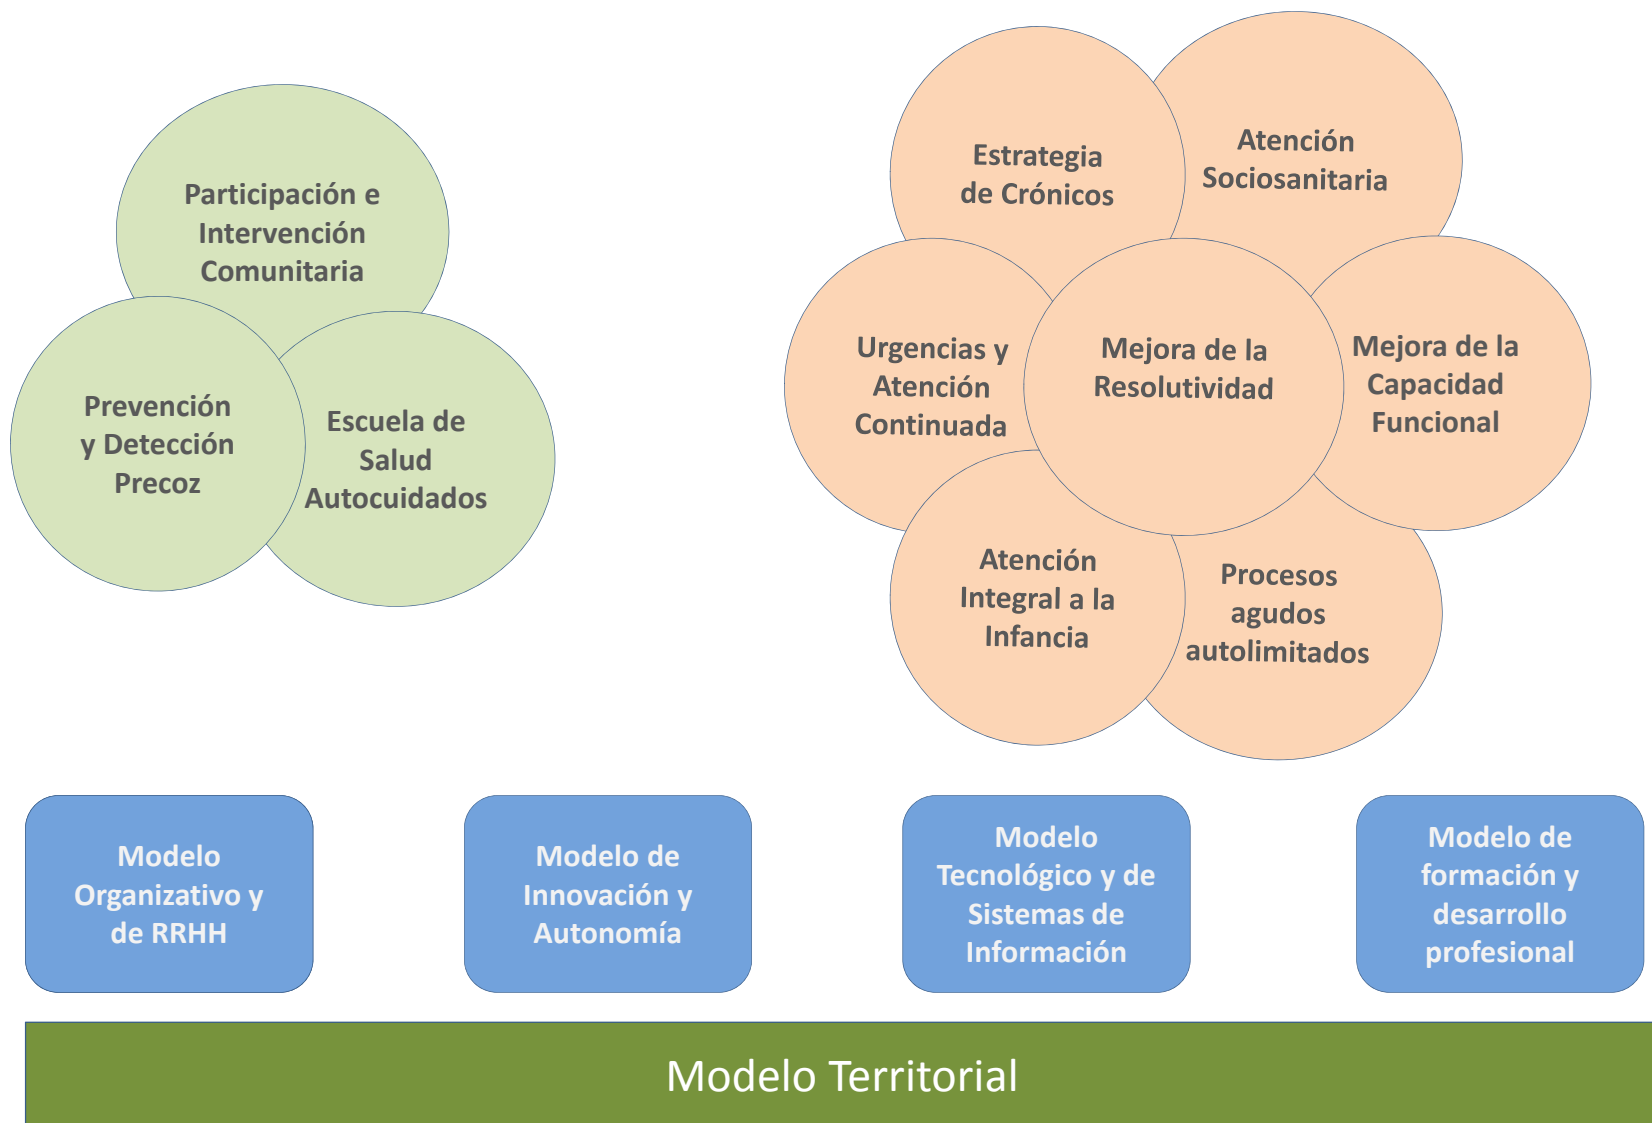 Participación e
Intervención
Comunitaria
Prevención
y Detección
Precoz
Escuela de
Salud
Autocuidados
Estrategia
de Crónicos
Atención
Sociosanitaria
Urgencias y
Atención
Continuada
Mejora de la
Resolutividad
Mejora de la
Capacidad
Funcional
Atención
Integral a la
Infancia
Procesos
agudos
autolimitados
Modelo
Organizativo y
de RRHH
Modelo de
Innovación y
Autonomía
Modelo
Tecnológico y de
Sistemas de
Información
Modelo de
formación y
desarrollo
profesional
Modelo Territorial